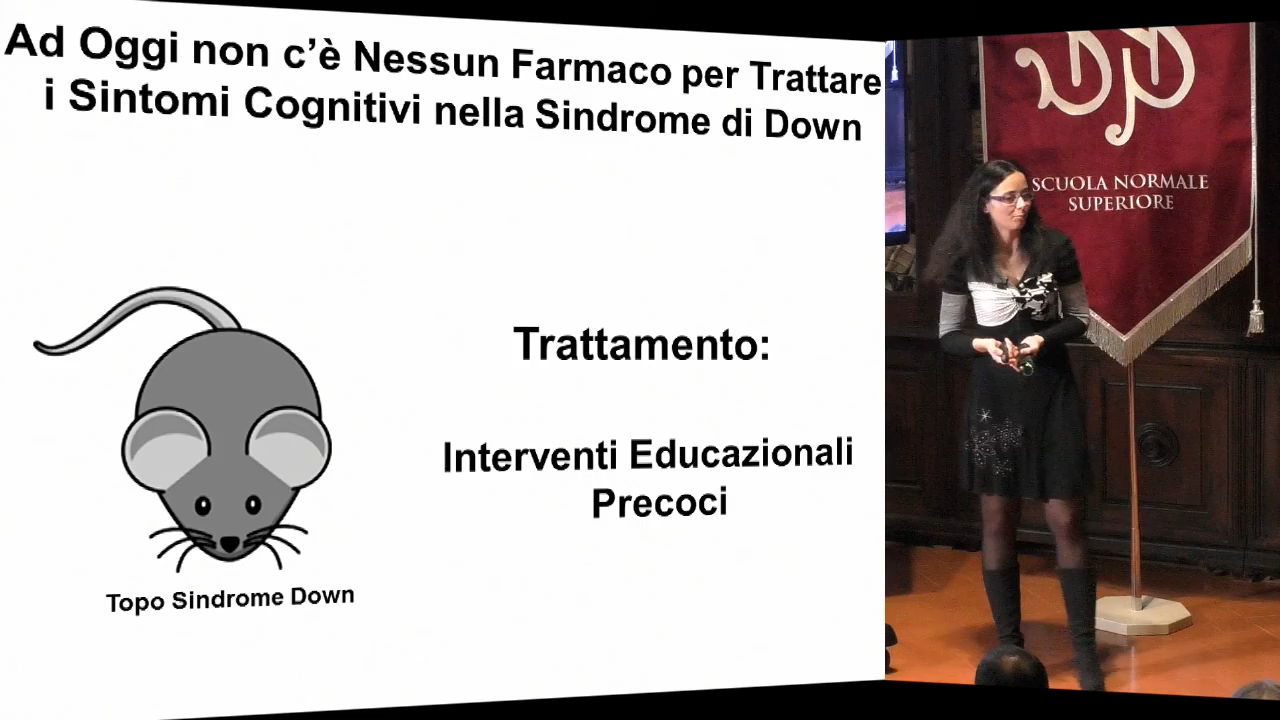 Ad Oggi non c'è Nessun Farmaco per Trattare
i Sintomi Cognitivi nella Sindrome di Down
Trattamento:
Interventi Educazionali
Precoci
Topo Sindrome Down
SCUOLA NORMALE
SUPERIORE